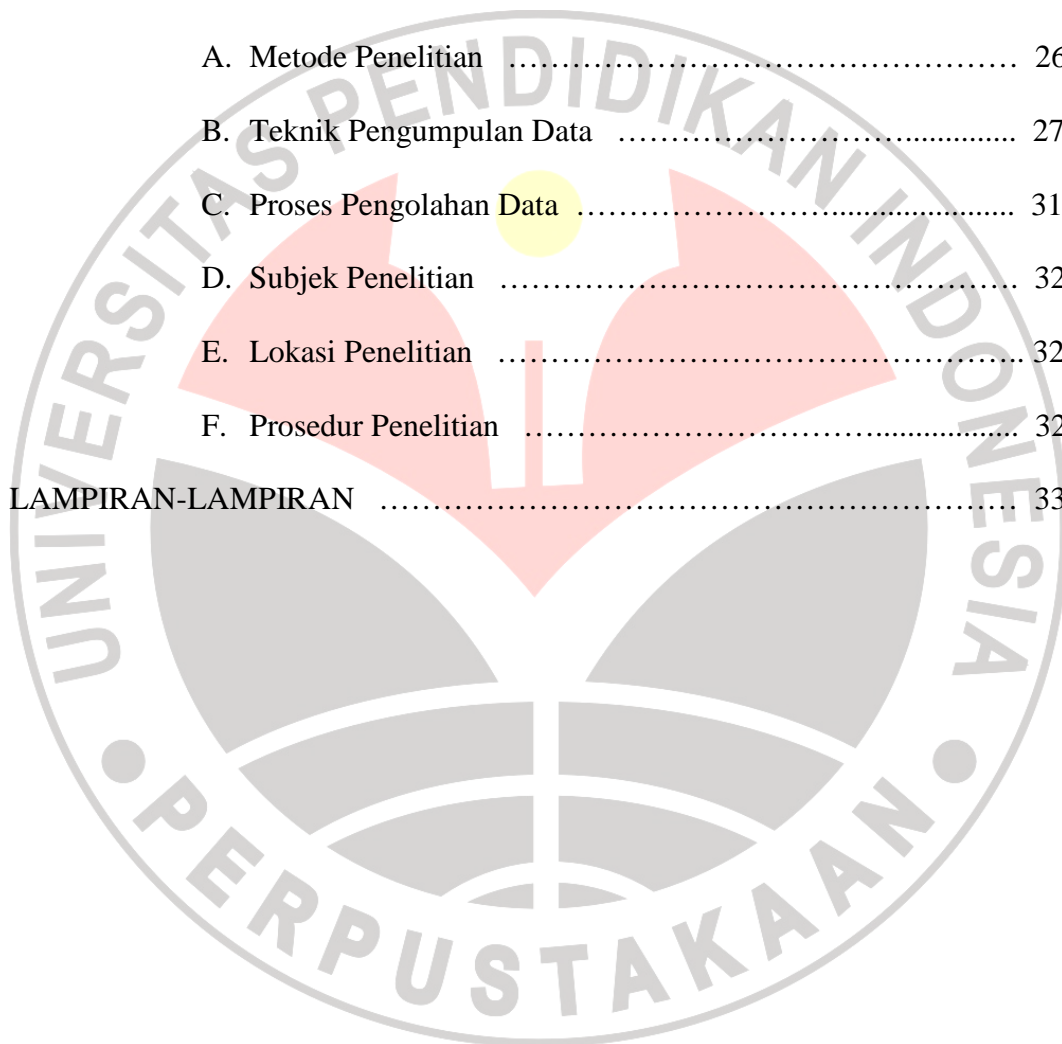 A. Metode Penelitian ………………………………………… 26
B. Teknik Pengumpulan Data ………………………............... 27
C. Proses Pengolahan Data ……………………........................ 31
D. Subjek Penelitian …………………………………………… 32
E. Lokasi Penelitian ………………………………………….. 32
F. Prosedur Penelitian ……………………………................... 32
LAMPIRAN-LAMPIRAN …………………………………………………… 33
UNIVERSITAS PENDIDIKAN INDONESIA
PERPUSTAKAAN